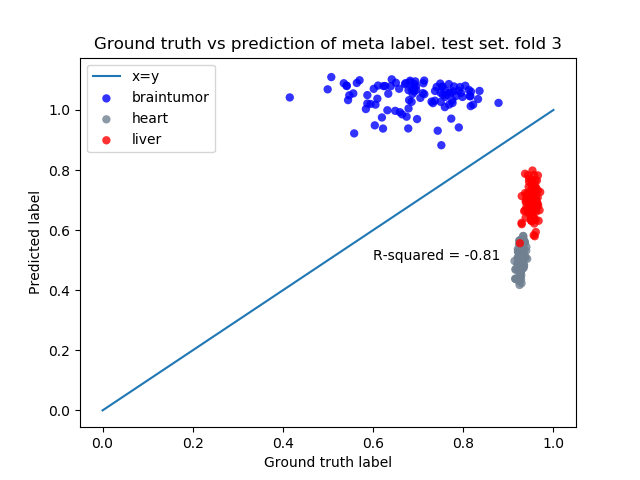 Ground truth vs prediction of meta label. test set. fold 3
x=y
braintumor
heart
liver
1.0
0.8
0.6
0.4
0.2
0.0
Predicted label
R-squared = -0.81
0.0 0.2 0.4 0.6 0.8 1.0
Ground truth label